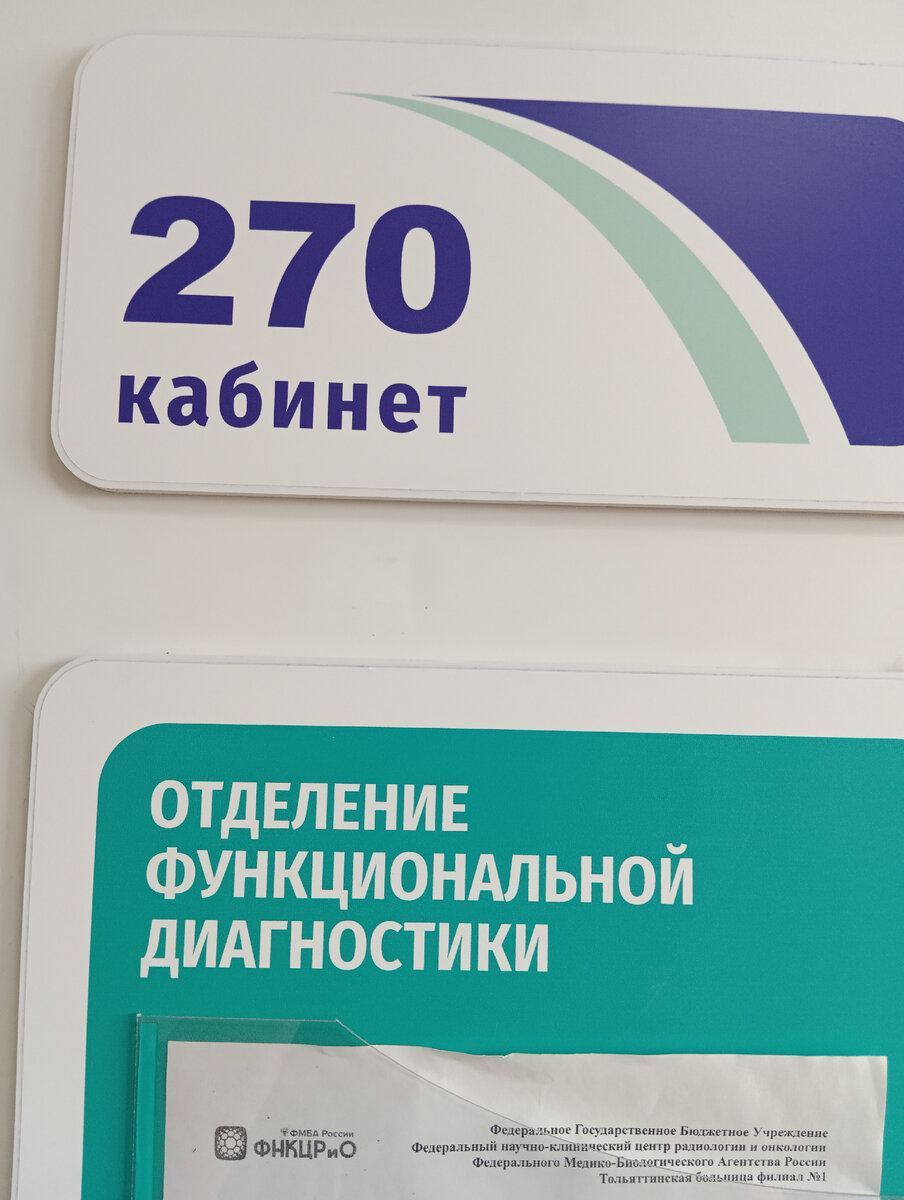 270
кабинет
ОТДЕЛЕНИЕ
ФУНКЦИОНАЛЬНОЙ
ДИАГНОСТИКИ
ФМБА России
ФНКЦРиО
Федеральное Государственное Бюджетное Учреждение
Федеральный научно-клинический центр радиологии и онкологии
Федерального Медико-Биологического Агентства России
Тольяттинская больница филиал №1